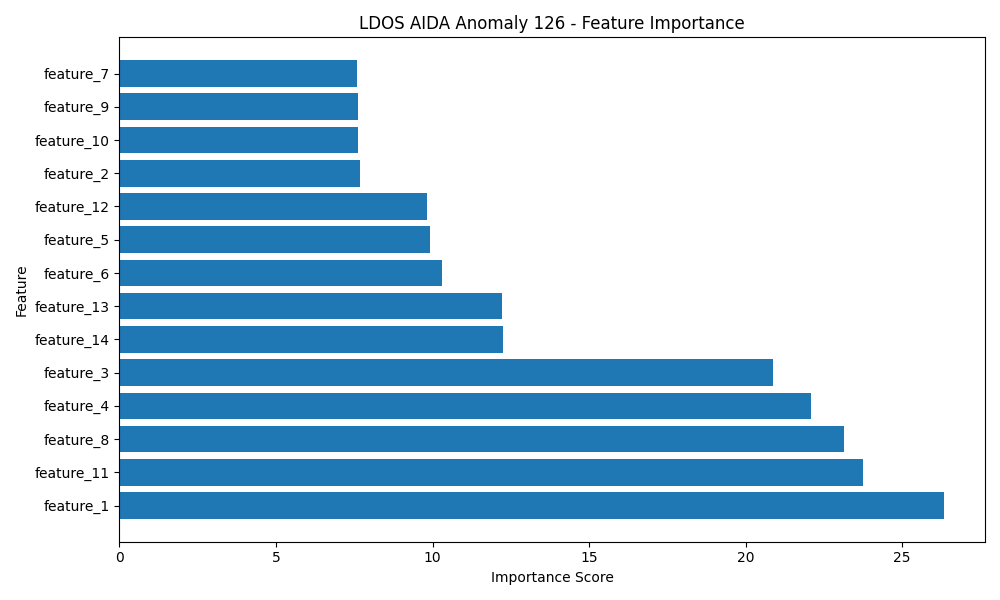 LDOS AIDA Anomaly 126 - Feature Importance
feature_7
feature_9
feature_10
feature_2
feature_12
feature_5
feature_6
feature_13
feature_14
feature_3
feature_4
feature_8
feature_11
feature_1
Feature
0 5 10 15 20 25
Importance Score